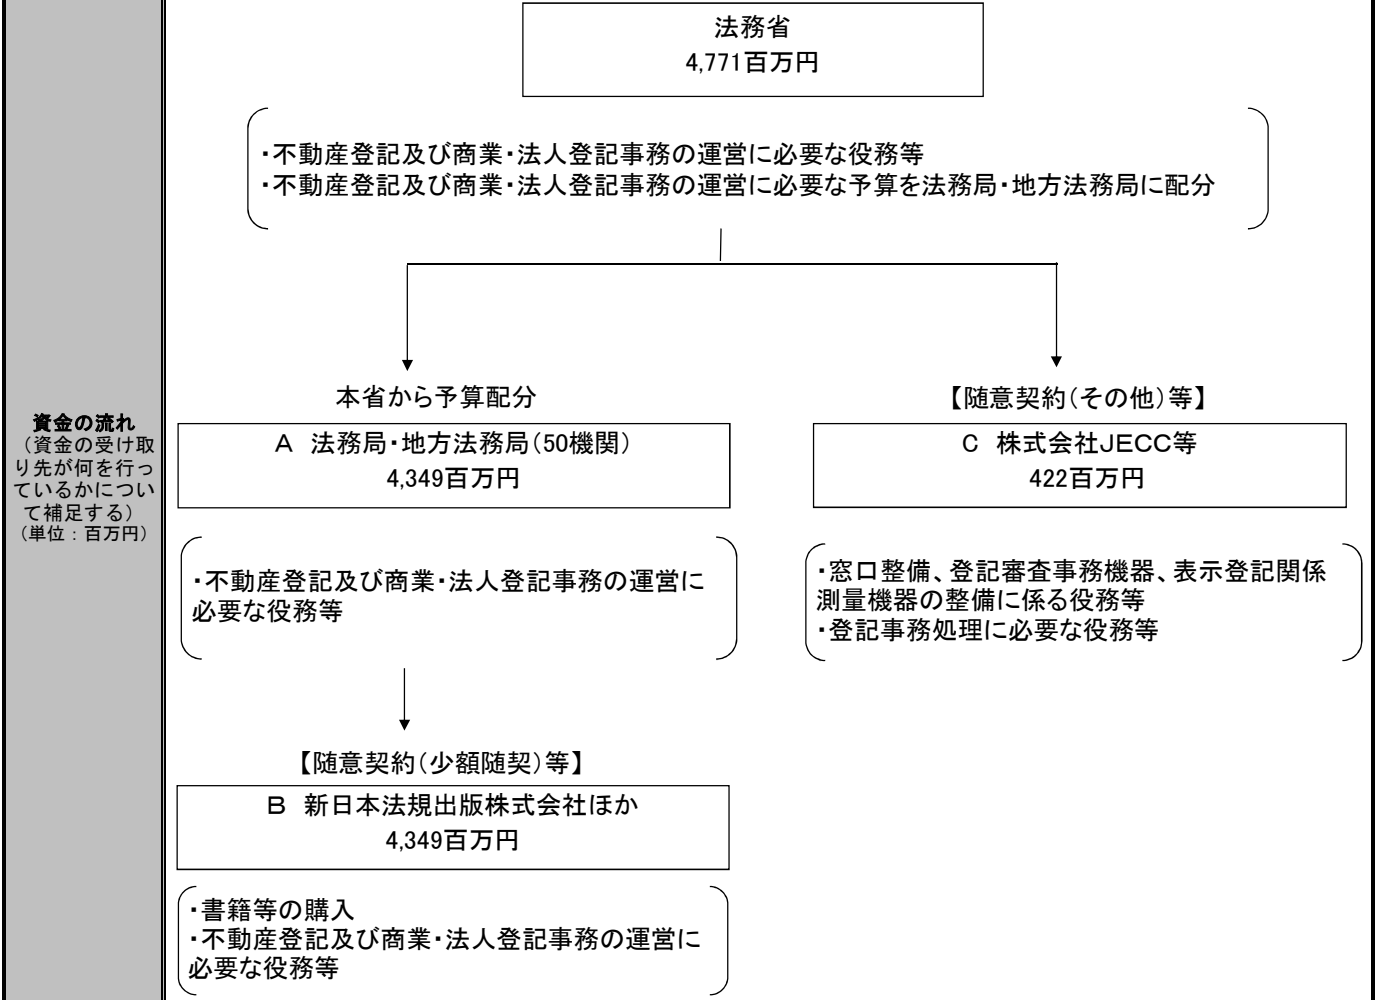 資金の流れ
（資金の受け取
り先が何を行っ
ているかについ
て補足する）
（単位：百万円）
法務省
4,771百万円
・不動産登記及び商業・法人登記事務の運営に必要な役務等
・不動産登記及び商業・法人登記事務の運営に必要な予算を法務局・地方法務局に配分
本省から予算配分
A　法務局・地方法務局（50機関）
4,349百万円
・不動産登記及び商業・法人登記事務の運営に
必要な役務等
【随意契約（その他）等】
C　株式会社JECC等
422百万円
・窓口整備、登記審査事務機器、表示登記関係
測量機器の整備に係る役務等
・登記事務処理に必要な役務等
【随意契約（少額随契）等】
B　新日本法規出版株式会社ほか
4,349百万円
・書籍等の購入
・不動産登記及び商業・法人登記事務の運営に
必要な役務等